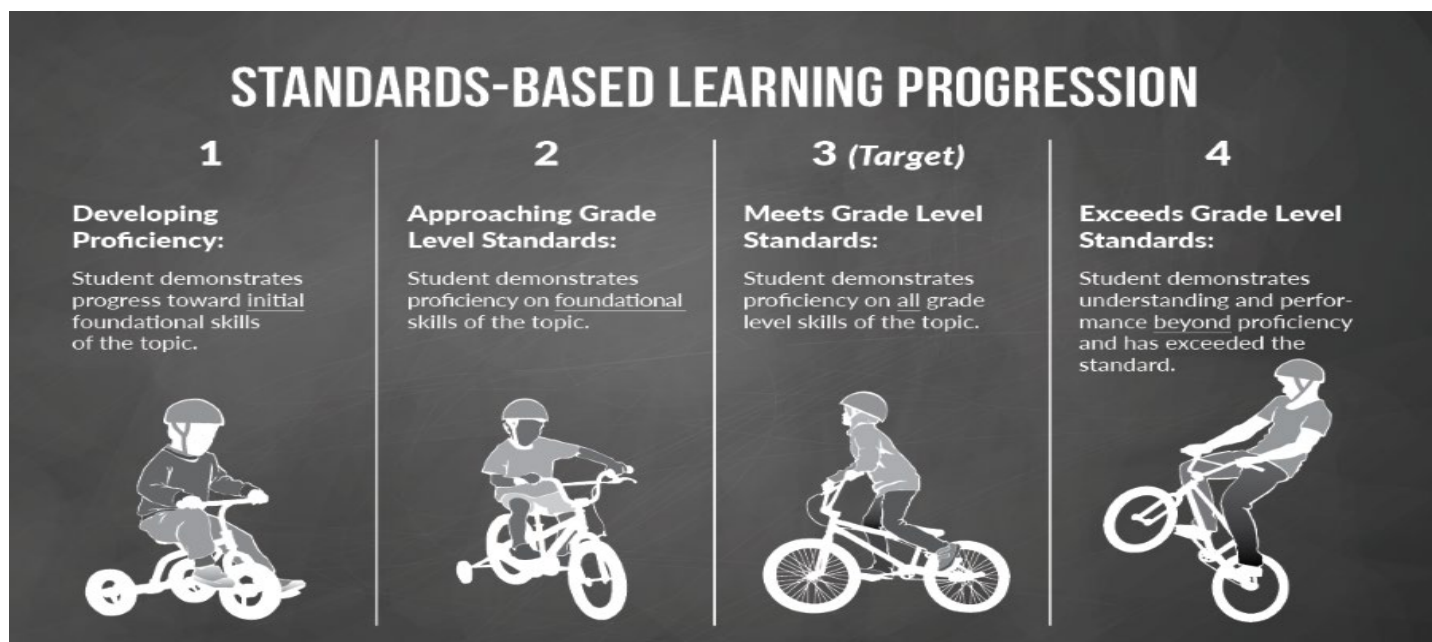 STANDARDS-BASED LEARNING PROGRESSION
1
Developing
Proficiency:
Student demonstrates
progress toward initial
foundational skills
of the topic.
2
Approaching Grade
Level Standards:
Student demonstrates
proficiency on foundational
skills of the topic.
3 (Target)
Meets Grade Level
Standards:
Student demonstrates
proficiency on all grade
level skills of the topic.
4
Exceeds Grade Level
Standards:
Student demonstrates
understanding and perfor-
mance beyond proficiency
and has exceeded the
standard.